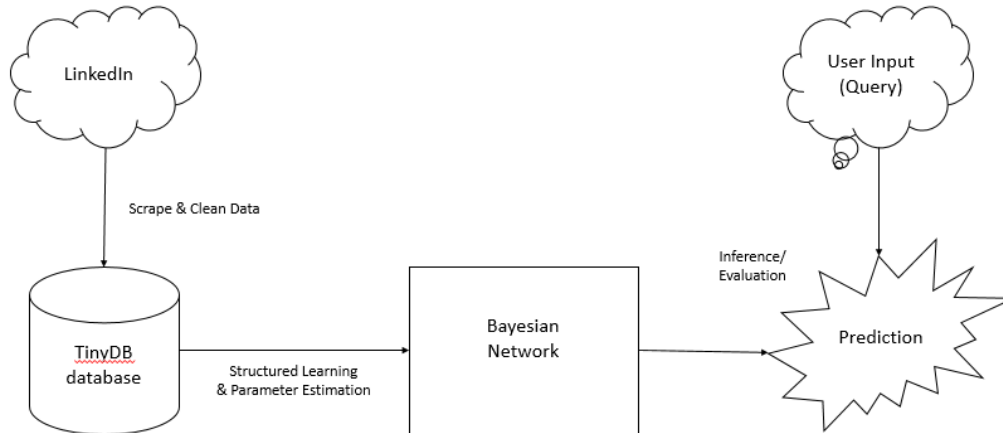 LinkedIn
User Input
(Query)
Scrape & Clean Data
Inference/
Evaluation
TinyDB
database
Structured Learning
& Parameter Estimation
Bayesian
Network
Prediction